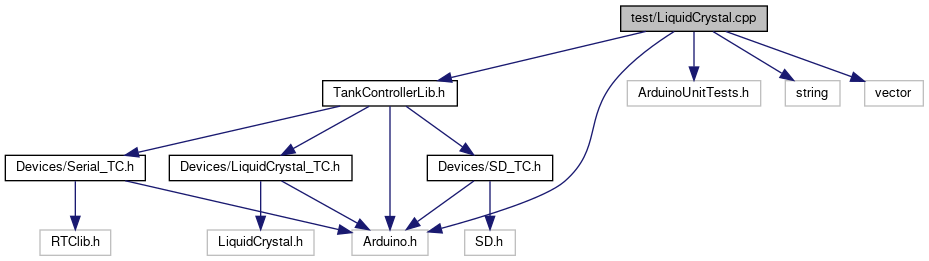 test/LiquidCrystal.cpp
TankControllerLib.h
ArduinoUnitTests.h
string
vector
Devices/Serial_TC.h
Devices/LiquidCrystal_TC.h
Devices/SD_TC.h
RTClib.h
LiquidCrystal.h
Arduino.h
SD.h